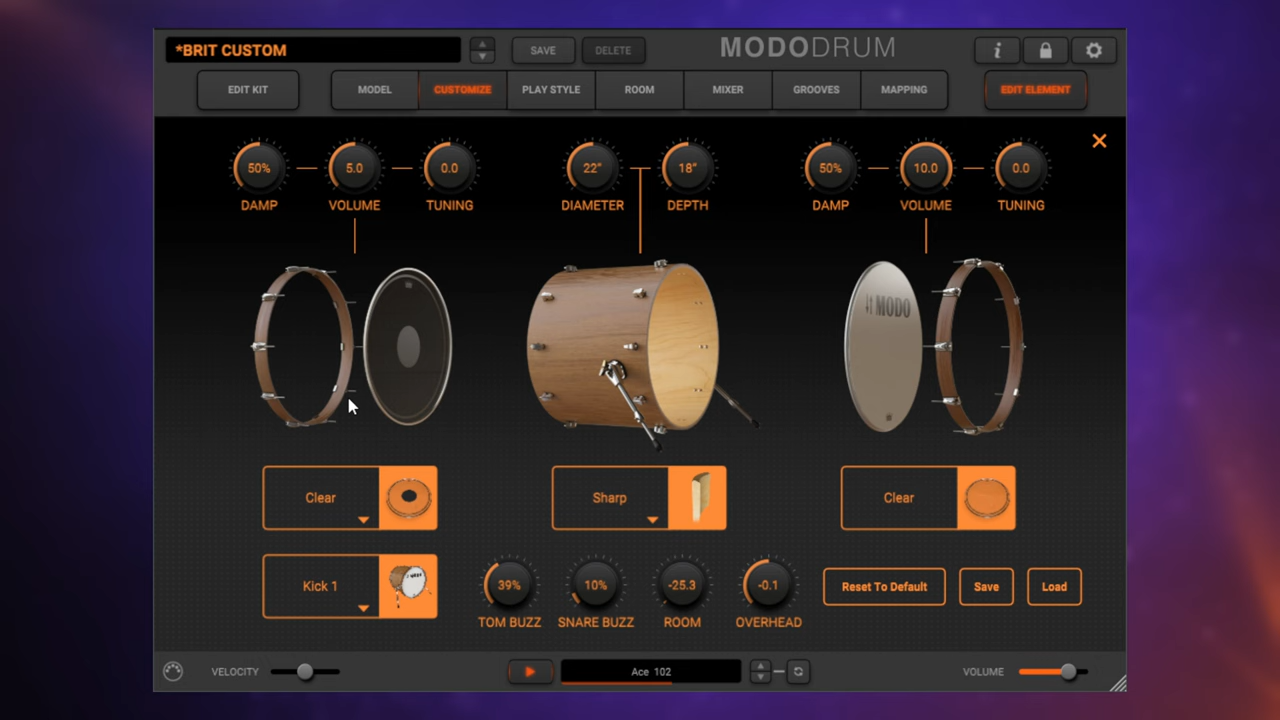 *BRIT CUSTOM
SAVE
DELETE
MODODRUM
i
EDIT KIT
MODEL
CUSTOMIZE
PLAY STYLE
ROOM
MIXER
GROOVES
MAPPING
EDIT ELEMENT
50%
5.0
0.0
22"
18"
50%
10.0
0.0
DAMP
VOLUME
TUNING
DIAMETER
DEPTH
DAMP
VOLUME
TUNING
MODO
Clear
Sharp
Clear
Kick 1
39%
10%
-25.3
-0.1
TOM BUZZ
SNARE BUZZ
ROOM
OVERHEAD
Reset To Default
Save
Load
VELOCITY
Ace 102
VOLUME